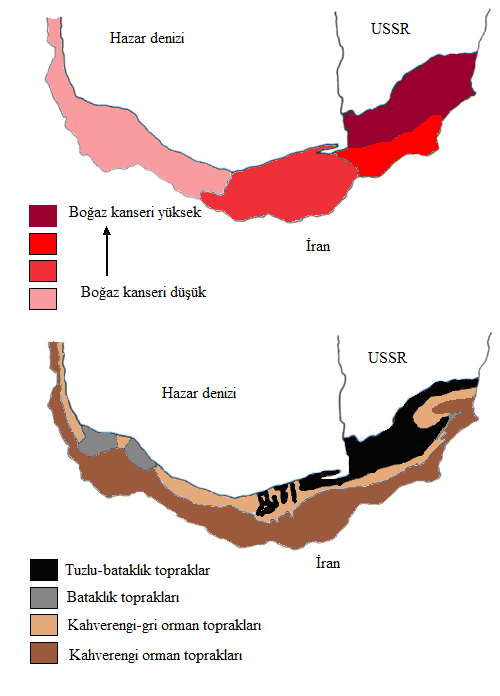 Hazar denizi
USSR
Boğaz kanseri yüksek
İran
Boğaz kanseri düşük
USSR
Hazar denizi
İran
Tuzlu-bataklık topraklar
Bataklık toprakları
Kahverengi-gri orman toprakları
Kahverengi orman toprakları